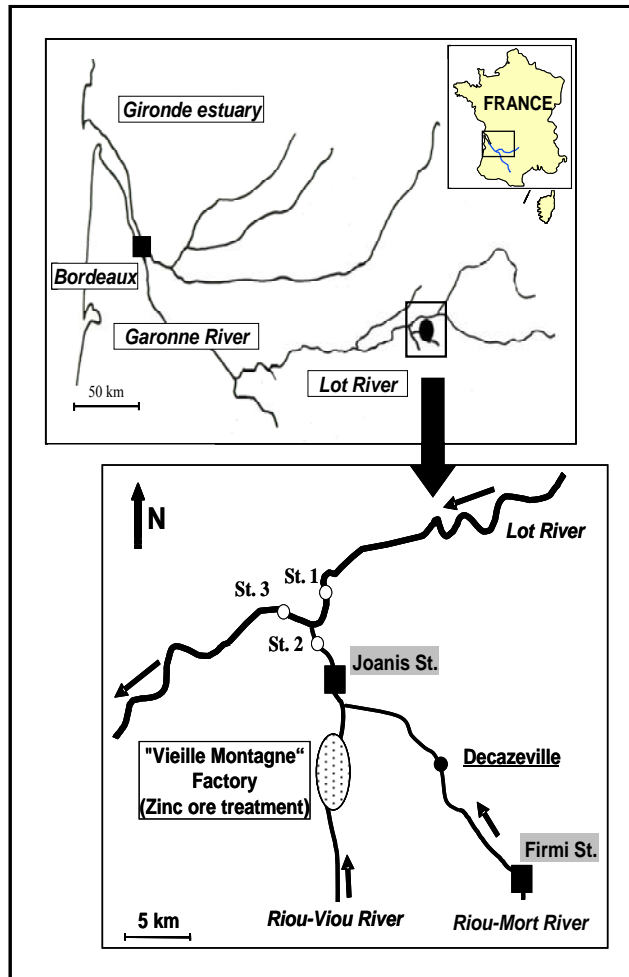 Gironde estuary
FRANCE
Bordeaux
Garonne River
Lot River
50 km
N
Lot River
St. 1
St. 3
St. 2
Joanis St.
"Vieille Montagne“
Factory
(Zinc ore treatment)
Decazeville
Firmi St.
5 km
Riou-Viou River
Riou-Mort River